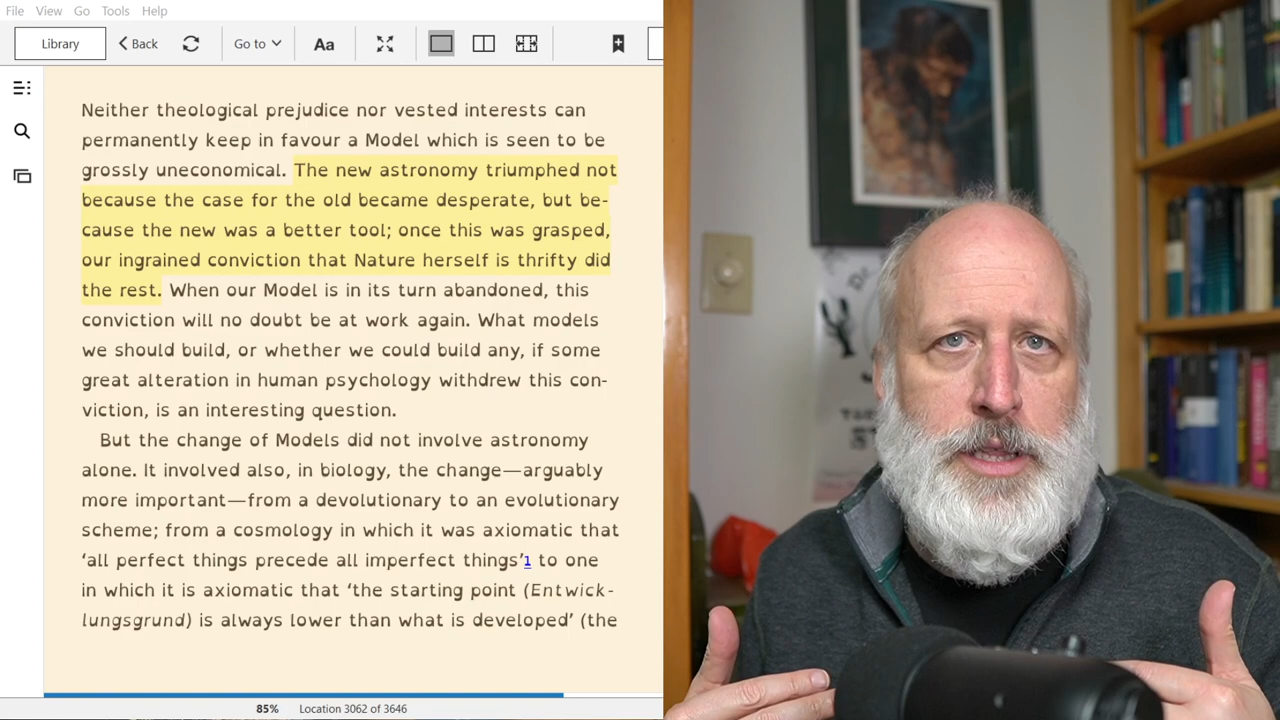 File View Go Tools Help
Library Back Go to Aa
Neither theological prejudice nor vested interests can
permanently keep in favour a Model which is seen to be
grossly uneconomical. The new astronomy triumphed not
because the case for the old became desperate, but be-
cause the new was a better tool; once this was grasped,
our ingrained conviction that Nature herself is thrifty did
the rest. When our Model is in its turn abandoned, this
conviction will no doubt be at work again. What models
we should build, or whether we could build any, if some
great alteration in human psychology withdrew this con-
viction, is an interesting question.
But the change of Models did not involve astronomy
alone. It involved also, in biology, the change—arguably
more important—from a devolutionary to an evolutionary
scheme; from a cosmology in which it was axiomatic that
‘all perfect things precede all imperfect things’1 to one
in which it is axiomatic that ‘the starting point (Entwick-
lungsgrund) is always lower than what is developed’ (the
85% Location 3062 of 3646